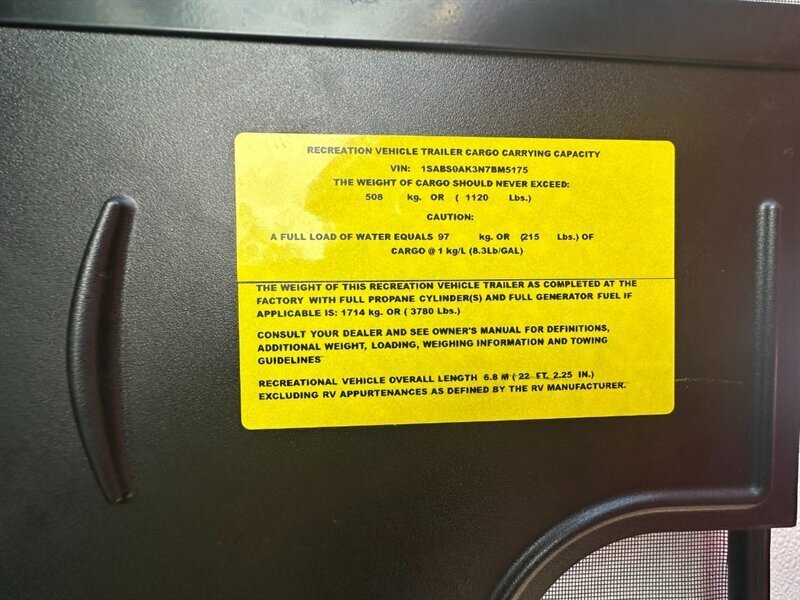 RECREATION VEHICLE TRAILER CARGO CARRYING CAPACITY
VIN: 1SABS0AK3N7BM5175
THE WEIGHT OF CARGO SHOULD NEVER EXCEED:
508 kg. OR ( 1120 Lbs.)
CAUTION:
A FULL LOAD OF WATER EQUALS 97 kg. OR (215 Lbs.) OF
CARGO @ 1 kg/L (8.3Lb/GAL)
THE WEIGHT OF THIS RECREATION VEHICLE TRAILER AS COMPLETED AT THE
FACTORY WITH FULL PROPANE CYLINDER(S) AND FULL GENERATOR FUEL IF
APPLICABLE IS: 1714 kg. OR ( 3780 Lbs.)
CONSULT YOUR DEALER AND SEE OWNER'S MANUAL FOR DEFINITIONS,
ADDITIONAL WEIGHT, LOADING, WEIGHING INFORMATION AND TOWING
GUIDELINES
RECREATIONAL VEHICLE OVERALL LENGTH 6.8 M ( 22 FT. 2.25 IN.)
EXCLUDING RV APPURTENANCES AS DEFINED BY THE RV MANUFACTURER.